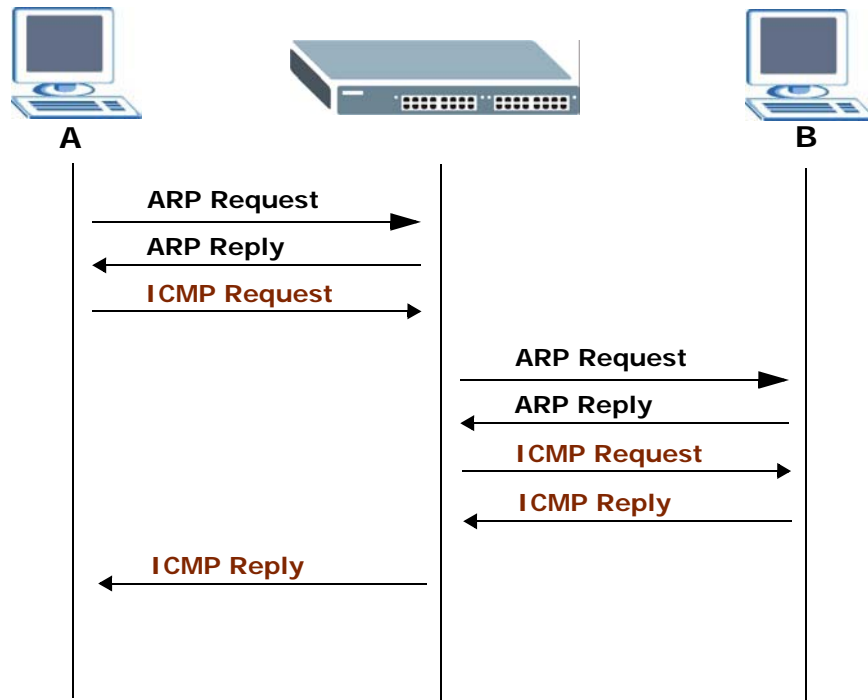 A
B
ARP Request
ARP Reply
ICMP Request
ARP Request
ARP Reply
ICMP Request
ICMP Reply
ICMP Reply